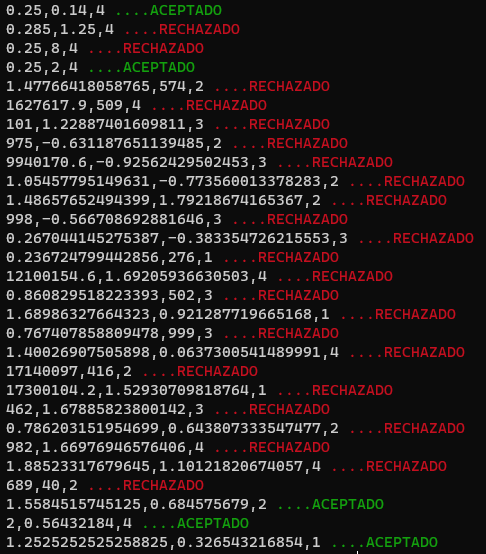 0.25,0.14,4 ....ACEPTADO
0.285,1.25,4 ....RECHAZADO
0.25,8,4 ....RECHAZADO
0.25,2,4 ....ACEPTADO
1.47766418058765,574,2 ....RECHAZADO
1627617.9,509,4 ....RECHAZADO
101,1.22887401609811,3 ....RECHAZADO
975,-0.631187651139485,2 ....RECHAZADO
9940170.6,-0.92562429502453,3 ....RECHAZADO
1.05457795149631,-0.773560013378283,2 ....RECHAZADO
1.48657652494399,1.79218674165367,2 ....RECHAZADO
998,-0.566708692881646,3 ....RECHAZADO
0.267044145275387,-0.383354726215553,3 ....RECHAZADO
0.236724799442856,276,1 ....RECHAZADO
12100154.6,1.69205936630503,4 ....RECHAZADO
0.860829518223393,502,3 ....RECHAZADO
1.68986327664323,0.921287719665168,1 ....RECHAZADO
0.767407858809478,999,3 ....RECHAZADO
1.40026907505898,0.0637300541489991,4 ....RECHAZADO
17140097,416,2 ....RECHAZADO
17300104.2,1.52930709818764,1 ....RECHAZADO
462,1.67885823800142,3 ....RECHAZADO
0.786203151954699,0.643807333547477,2 ....RECHAZADO
982,1.66976946576406,4 ....RECHAZADO
1.88523317679645,1.10121820674057,4 ....RECHAZADO
689,40,2 ....RECHAZADO
1.5584515745125,0.684575679,2 ....ACEPTADO
2,0.56432184,4 ....ACEPTADO
1.2525252525258825,0.326543216854,1 ....ACEPTADO